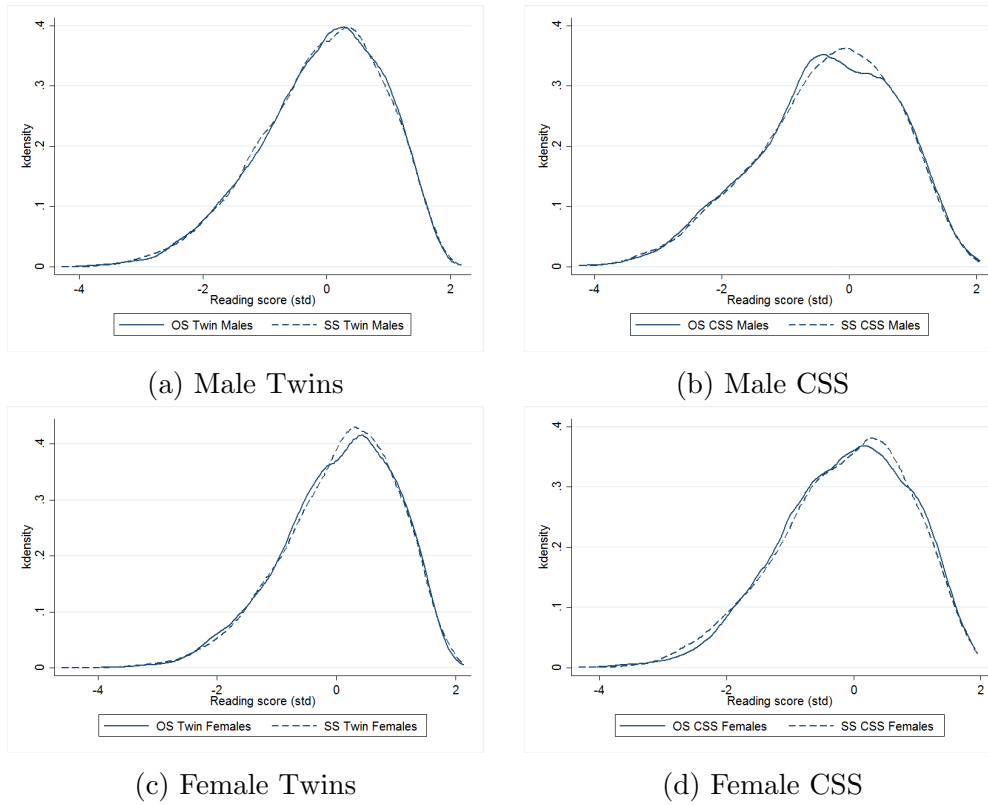 kdensity
0 .1 .2 .3 .4
-4 -2 0 2
Reading score (std)
OS Twin Males SS Twin Males
(a) Male Twins
kdensity
0 .1 .2 .3 .4
-4 -2 0 2
Reading score (std)
OS CSS Males SS CSS Males
(b) Male CSS
kdensity
0 .1 .2 .3 .4
-4 -2 0 2
Reading score (std)
OS Twin Females SS Twin Females
(c) Female Twins
kdensity
0 .1 .2 .3 .4
-4 -2 0 2
Reading score (std)
OS CSS Females SS CSS Females
(d) Female CSS